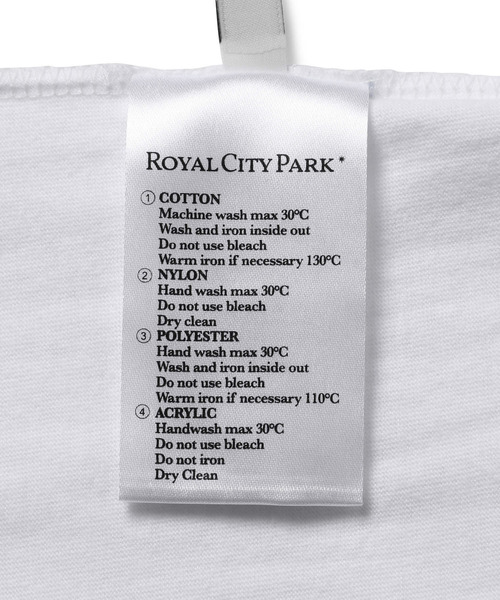 ROYAL CITY PARK*
① COTTON
Machine wash max 30°C
Wash and iron inside out
Do not use bleach
Warm iron if necessary 130°C
② NYLON
Hand wash max 30°C
Do not use bleach
Dry clean
③ POLYESTER
Hand wash max 30°C
Wash and iron inside out
Do not use bleach
Warm iron if necessary 110°C
④ ACRYLIC
Handwash max 30°C
Do not use bleach
Do not iron
Dry Clean